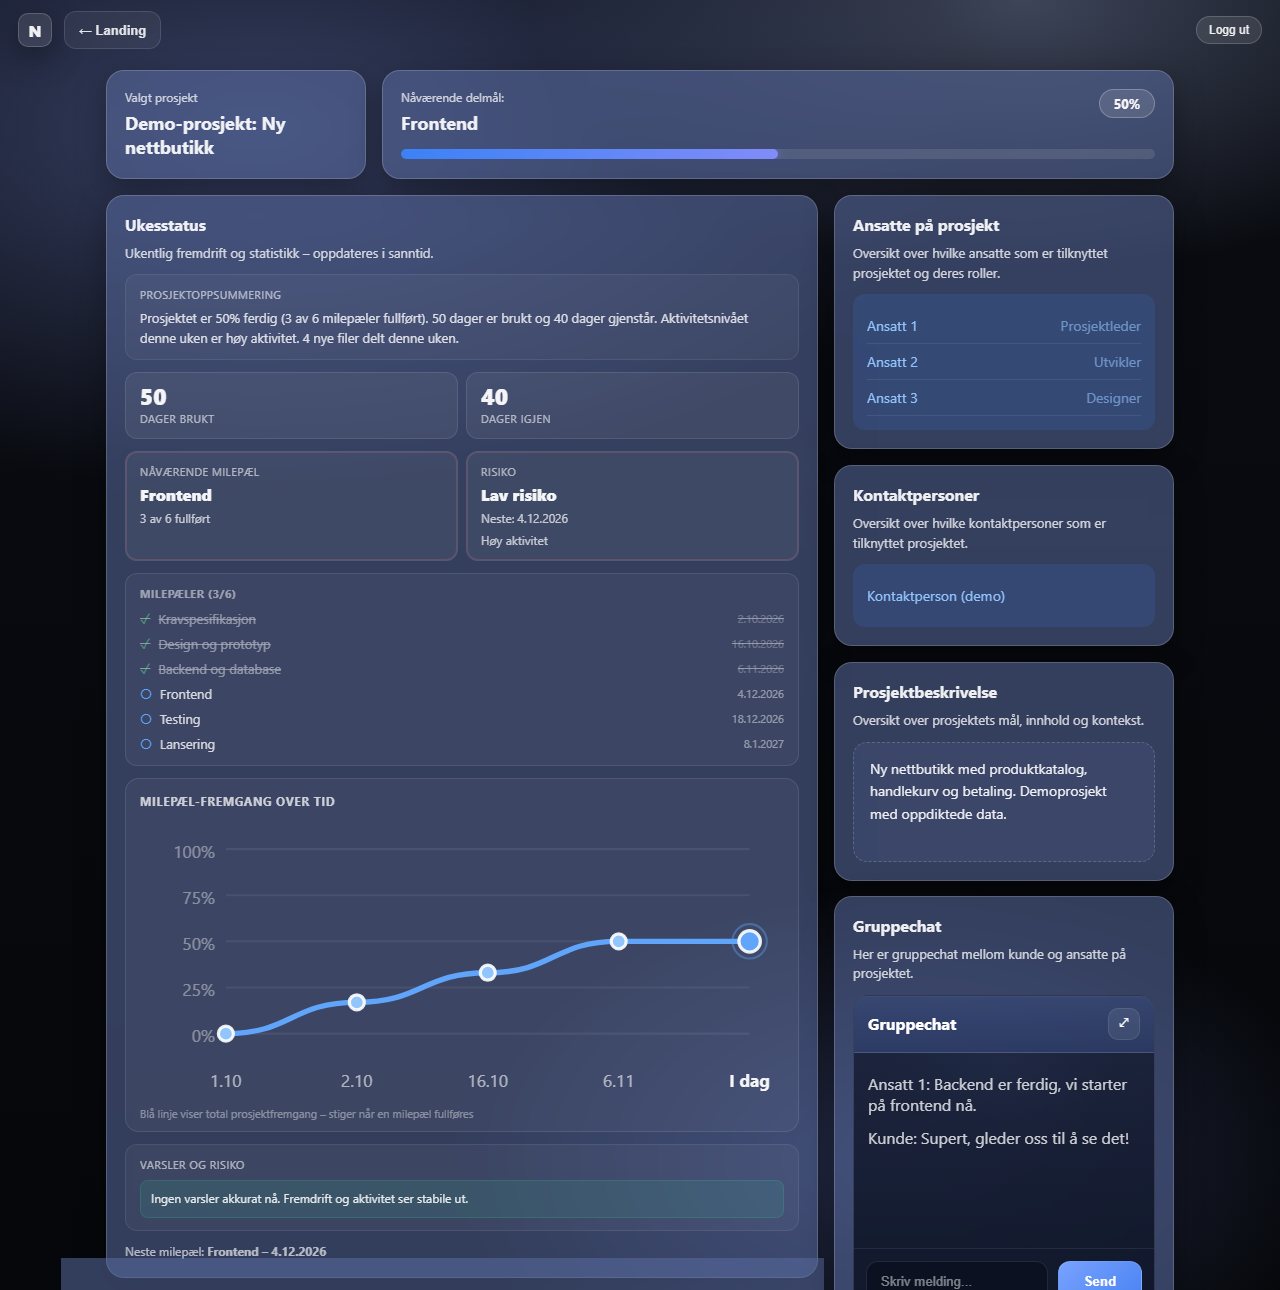 N
← Landing
Logg ut
Valgt prosjekt
Demo-prosjekt: Ny
nettbutikk
Nåværende delmål:
Frontend
50%
Ukesstatus
Ukentlig fremdrift og statistikk – oppdateres i sanntid.
PROSJEKTOPPSUMMERING
Prosjektet er 50% ferdig (3 av 6 milepæler fullført). 50 dager er brukt og 40 dager gjenstår. Aktivitetsnivået
denne uken er høy aktivitet. 4 nye filer delt denne uken.
50
DAGER BRUKT
40
DAGER IGJEN
NÅVÆRENDE MILEPÆL
Frontend
3 av 6 fullført
RISIKO
Lav risiko
Neste: 4.12.2026
Høy aktivitet
MILEPÆLER (3/6)
✓ Kravspesifikasjon 2.10.2026
✓ Design og prototyp 16.10.2026
✓ Backend og database 6.11.2026
○ Frontend 4.12.2026
○ Testing 18.12.2026
○ Lansering 8.1.2027
MILEPÆL-FREMGANG OVER TID
100%
75%
50%
25%
0%
1.10 2.10 16.10 6.11 I dag
Blå linje viser total prosjektfremgang – stiger når en milepæl fullføres
VARSLER OG RISIKO
Ingen varsler akkurat nå. Fremdrift og aktivitet ser stabile ut.
Neste milepæl: Frontend – 4.12.2026
Ansatte på prosjekt
Oversikt over hvilke ansatte som er tilknyttet
prosjektet og deres roller.
Ansatt 1 Prosjektleder
Ansatt 2 Utvikler
Ansatt 3 Designer
Kontaktpersoner
Oversikt over hvilke kontaktpersoner som er
tilknyttet prosjektet.
Kontaktperson (demo)
Prosjektbeskrivelse
Oversikt over prosjektets mål, innhold og kontekst.
Ny nettbutikk med produktkatalog,
handlekurv og betaling. Demoprosjekt
med oppdiktede data.
Gruppechat
Her er gruppechat mellom kunde og ansatte på
prosjektet.
Gruppechat
Ansatt 1: Backend er ferdig, vi starter
på frontend nå.
Kunde: Supert, gleder oss til å se det!
Skriv melding...
Send